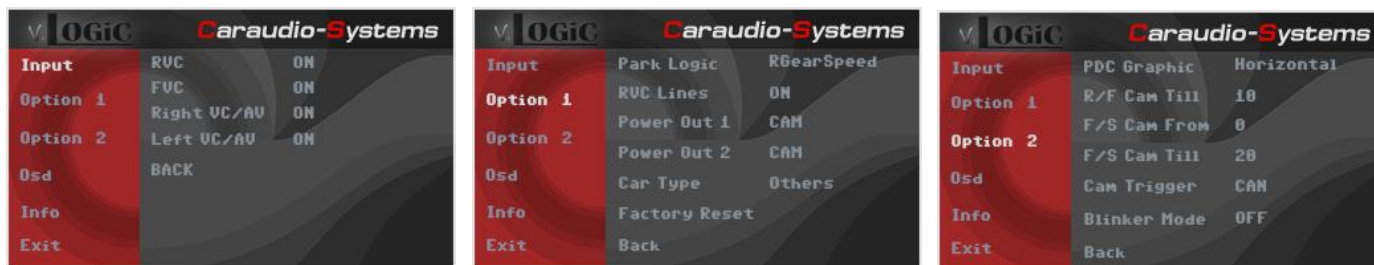 V.LOGiC Caraudio-Systems
Input RVC ON
Option 1 FVC ON
Right VC/AV ON
Option 2 Left VC/AV ON
Osd BACK
Info
Exit
V.LOGiC Caraudio-Systems
Input Park Logic RGearSpeed
Option 1 RVC Lines ON
Power Out 1 CAM
Option 2 Power Out 2 CAM
Osd Car Type Others
Info Factory Reset
Exit Back
V.LOGiC Caraudio-Systems
Input PDC Graphic Horizontal
Option 1 R/F Cam Till 10
F/S Cam From 0
Option 2 F/S Cam Till 20
Osd Cam Trigger CAN
Info Blinker Mode OFF
Exit Back